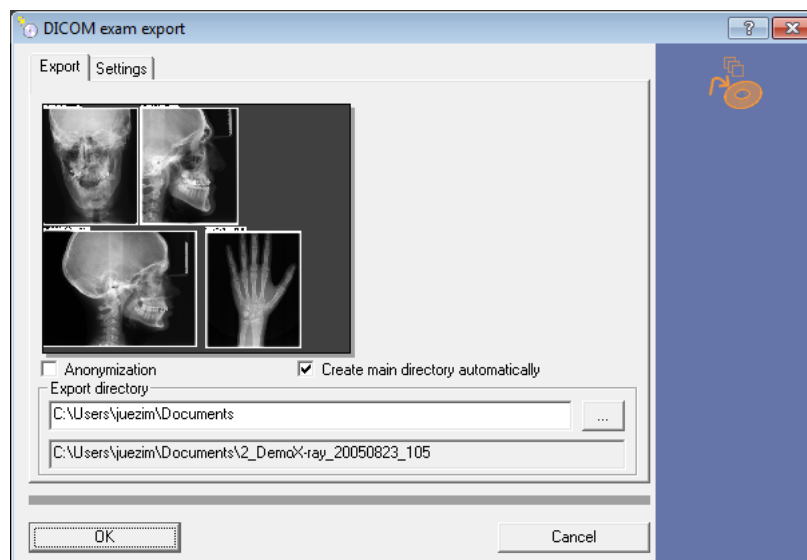 DICOM exam export
Export
Settings
Anonymization
Create main directory automatically
Export directory
C:\Users\juezim\Documents
...
C:\Users\juezim\Documents\2_DemoX-ray_20050823_105
OK
Cancel